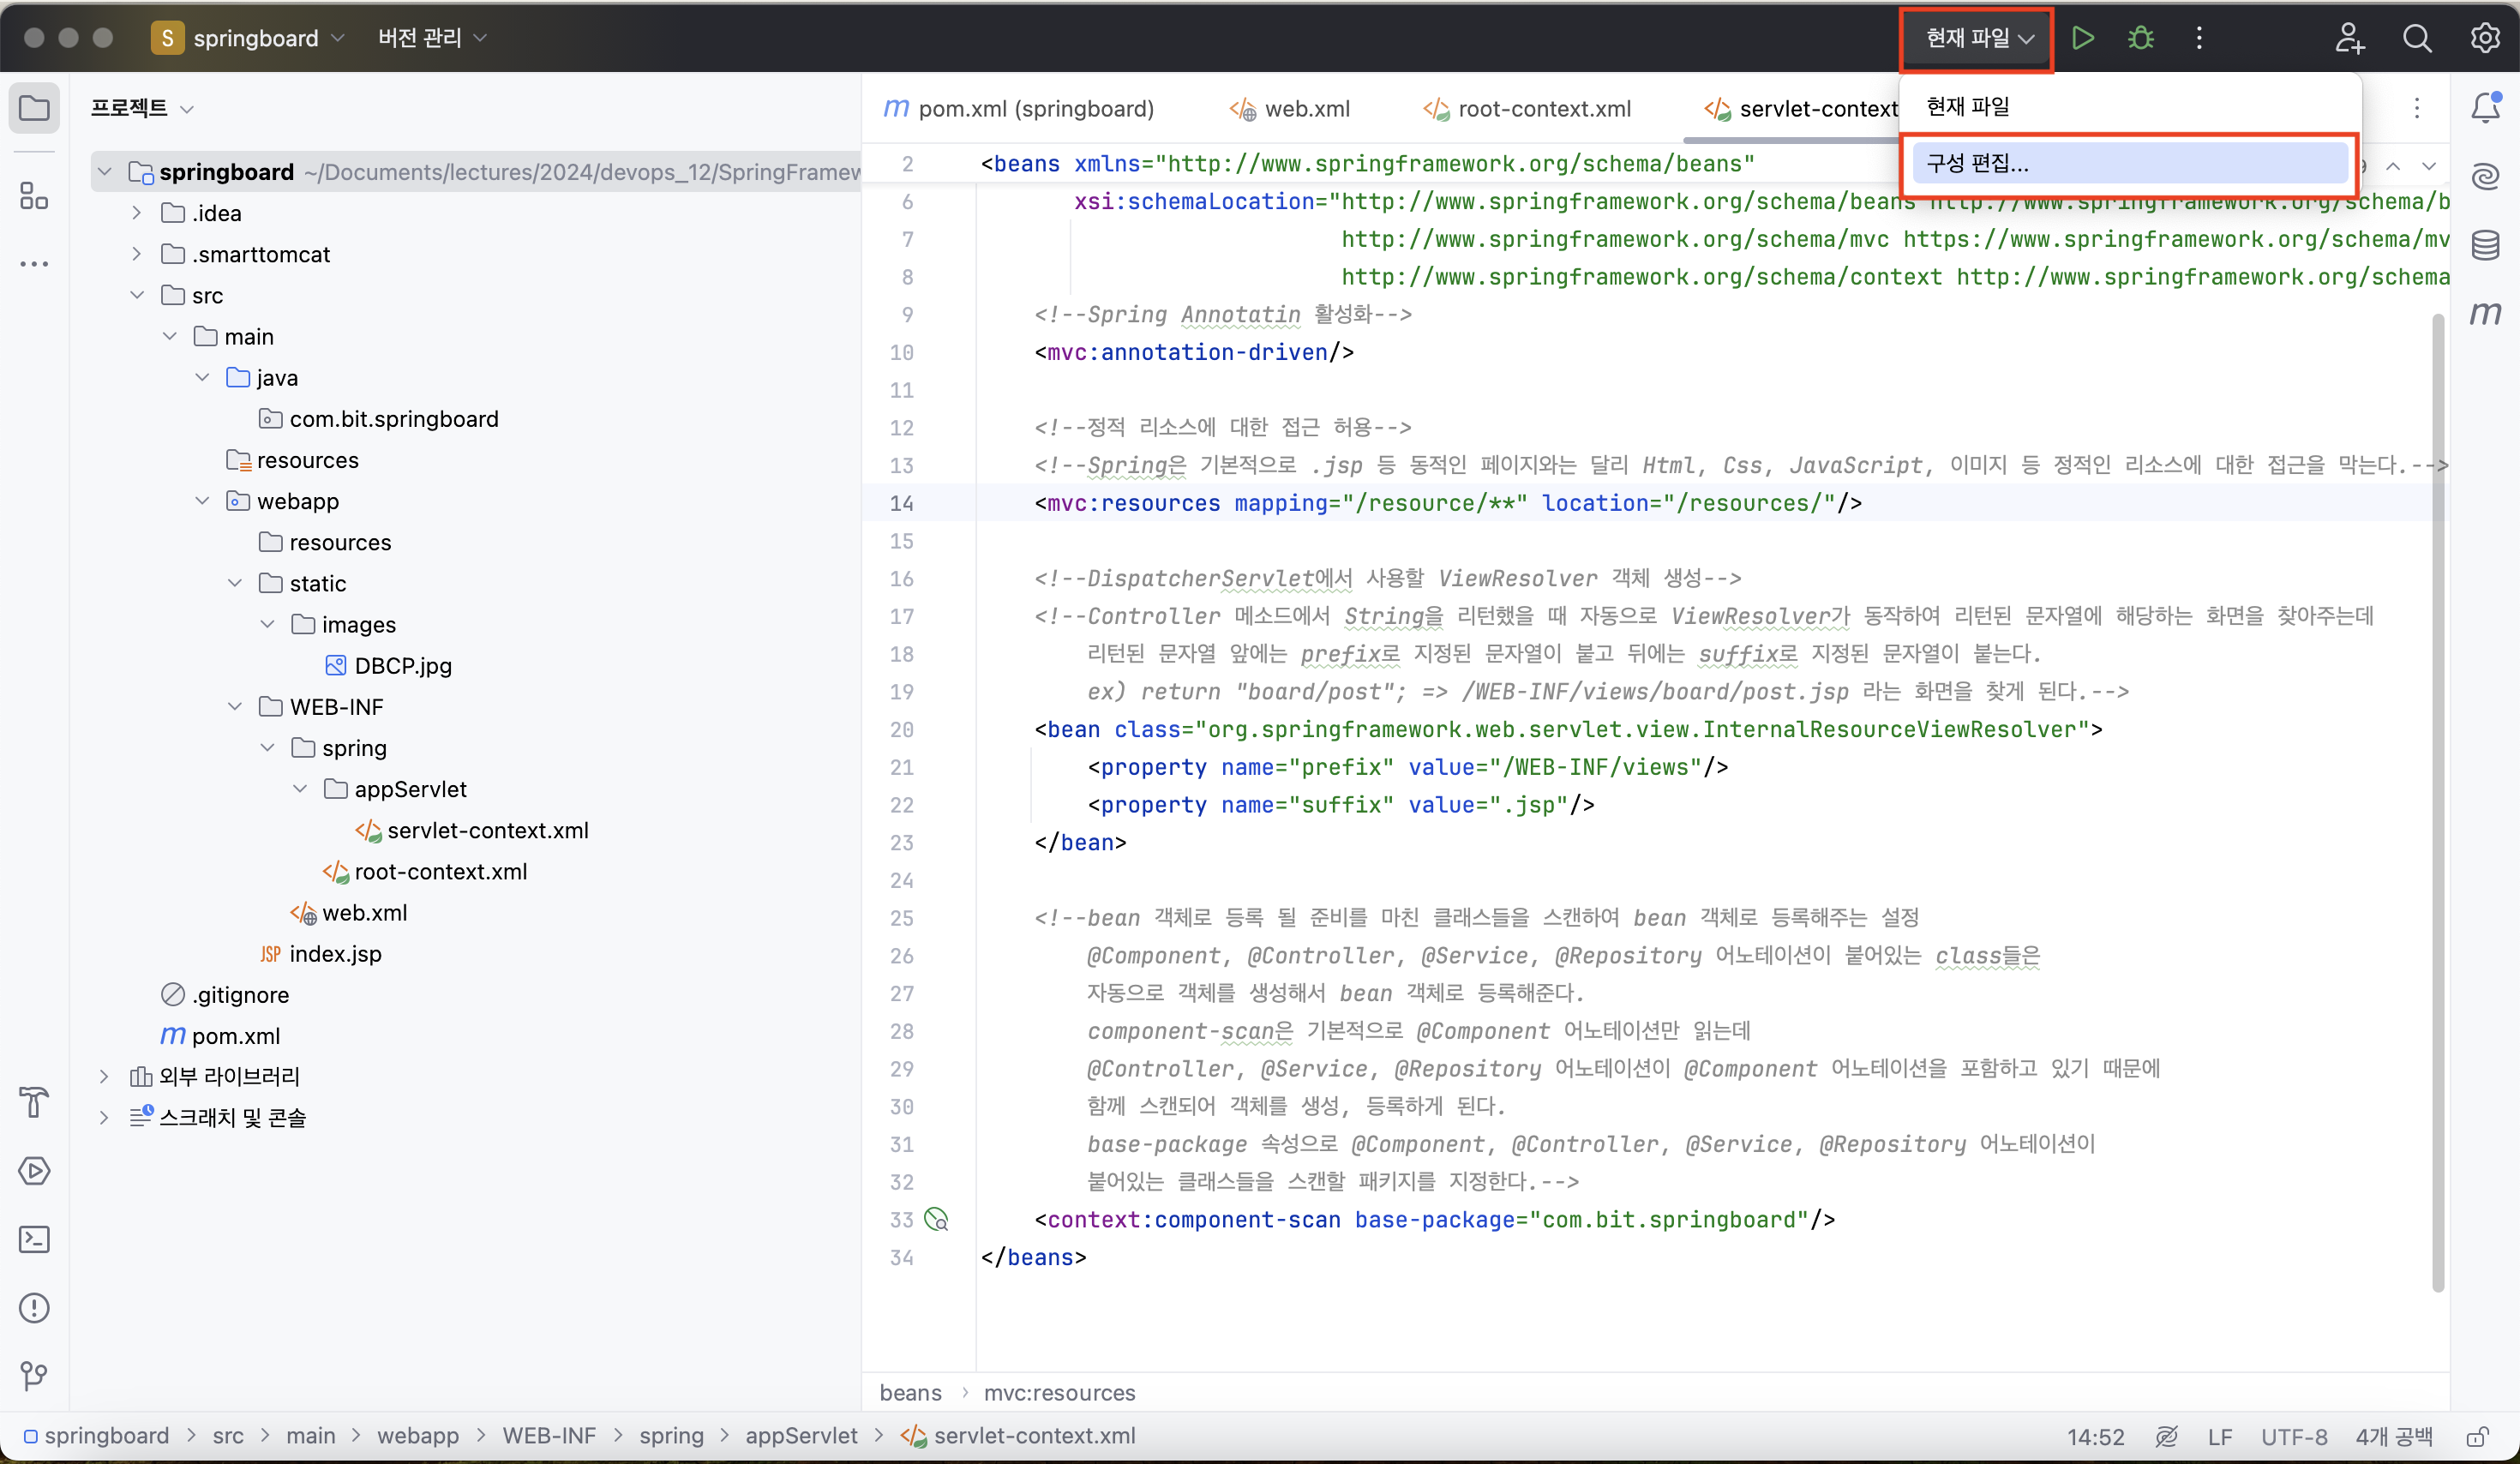 S springboard 버전 관리 현재 파일
프로젝트
springboard ~/Documents/lectures/2024/devops_12/SpringFramew
.idea
.smarttomcat
src
main
java
com.bit.springboard
resources
webapp
resources
static
images
DBCP.jpg
WEB-INF
spring
appServlet
servlet-context.xml
root-context.xml
web.xml
JSP index.jsp
.gitignore
m pom.xml
외부 라이브러리
스크래치 및 콘솔
m pom.xml (springboard) web.xml root-context.xml servlet-context
현재 파일
구성 편집...
2 <beans xmlns="http://www.springframework.org/schema/beans"
6 xsi:schemaLocation="http://www.springframework.org/schema/beans http://www.springframework.org/schema/b
7 http://www.springframework.org/schema/mvc https://www.springframework.org/schema/mv
8 http://www.springframework.org/schema/context http://www.springframework.org/schema
9 <!--Spring Annotatin 활성화-->
10 <mvc:annotation-driven/>
11
12 <!--정적 리소스에 대한 접근 허용-->
13 <!--Spring은 기본적으로 .jsp 등 동적인 페이지와는 달리 Html, Css, JavaScript, 이미지 등 정적인 리소스에 대한 접근을 막는다.-->
14 <mvc:resources mapping="/resource/**" location="/resources/"/>
15
16 <!--DispatcherServlet에서 사용할 ViewResolver 객체 생성-->
17 <!--Controller 메소드에서 String을 리턴했을 때 자동으로 ViewResolver가 동작하여 리턴된 문자열에 해당하는 화면을 찾아주는데
18 리턴된 문자열 앞에는 prefix로 지정된 문자열이 붙고 뒤에는 suffix로 지정된 문자열이 붙는다.
19 ex) return "board/post"; => /WEB-INF/views/board/post.jsp 라는 화면을 찾게 된다.-->
20 <bean class="org.springframework.web.servlet.view.InternalResourceViewResolver">
21 <property name="prefix" value="/WEB-INF/views"/>
22 <property name="suffix" value=".jsp"/>
23 </bean>
24
25 <!--bean 객체로 등록 될 준비를 마친 클래스들을 스캔하여 bean 객체로 등록해주는 설정
26 @Component, @Controller, @Service, @Repository 어노테이션이 붙어있는 class들은
27 자동으로 객체를 생성해서 bean 객체로 등록해준다.
28 component-scan은 기본적으로 @Component 어노테이션만 읽는데
29 @Controller, @Service, @Repository 어노테이션이 @Component 어노테이션을 포함하고 있기 때문에
30 함께 스캔되어 객체를 생성, 등록하게 된다.
31 base-package 속성으로 @Component, @Controller, @Service, @Repository 어노테이션이
32 붙어있는 클래스들을 스캔할 패키지를 지정한다.-->
33 <context:component-scan base-package="com.bit.springboard"/>
34 </beans>
m
beans > mvc:resources
springboard > src > main > webapp > WEB-INF > spring > appServlet > servlet-context.xml 14:52 LF UTF-8 4개 공백